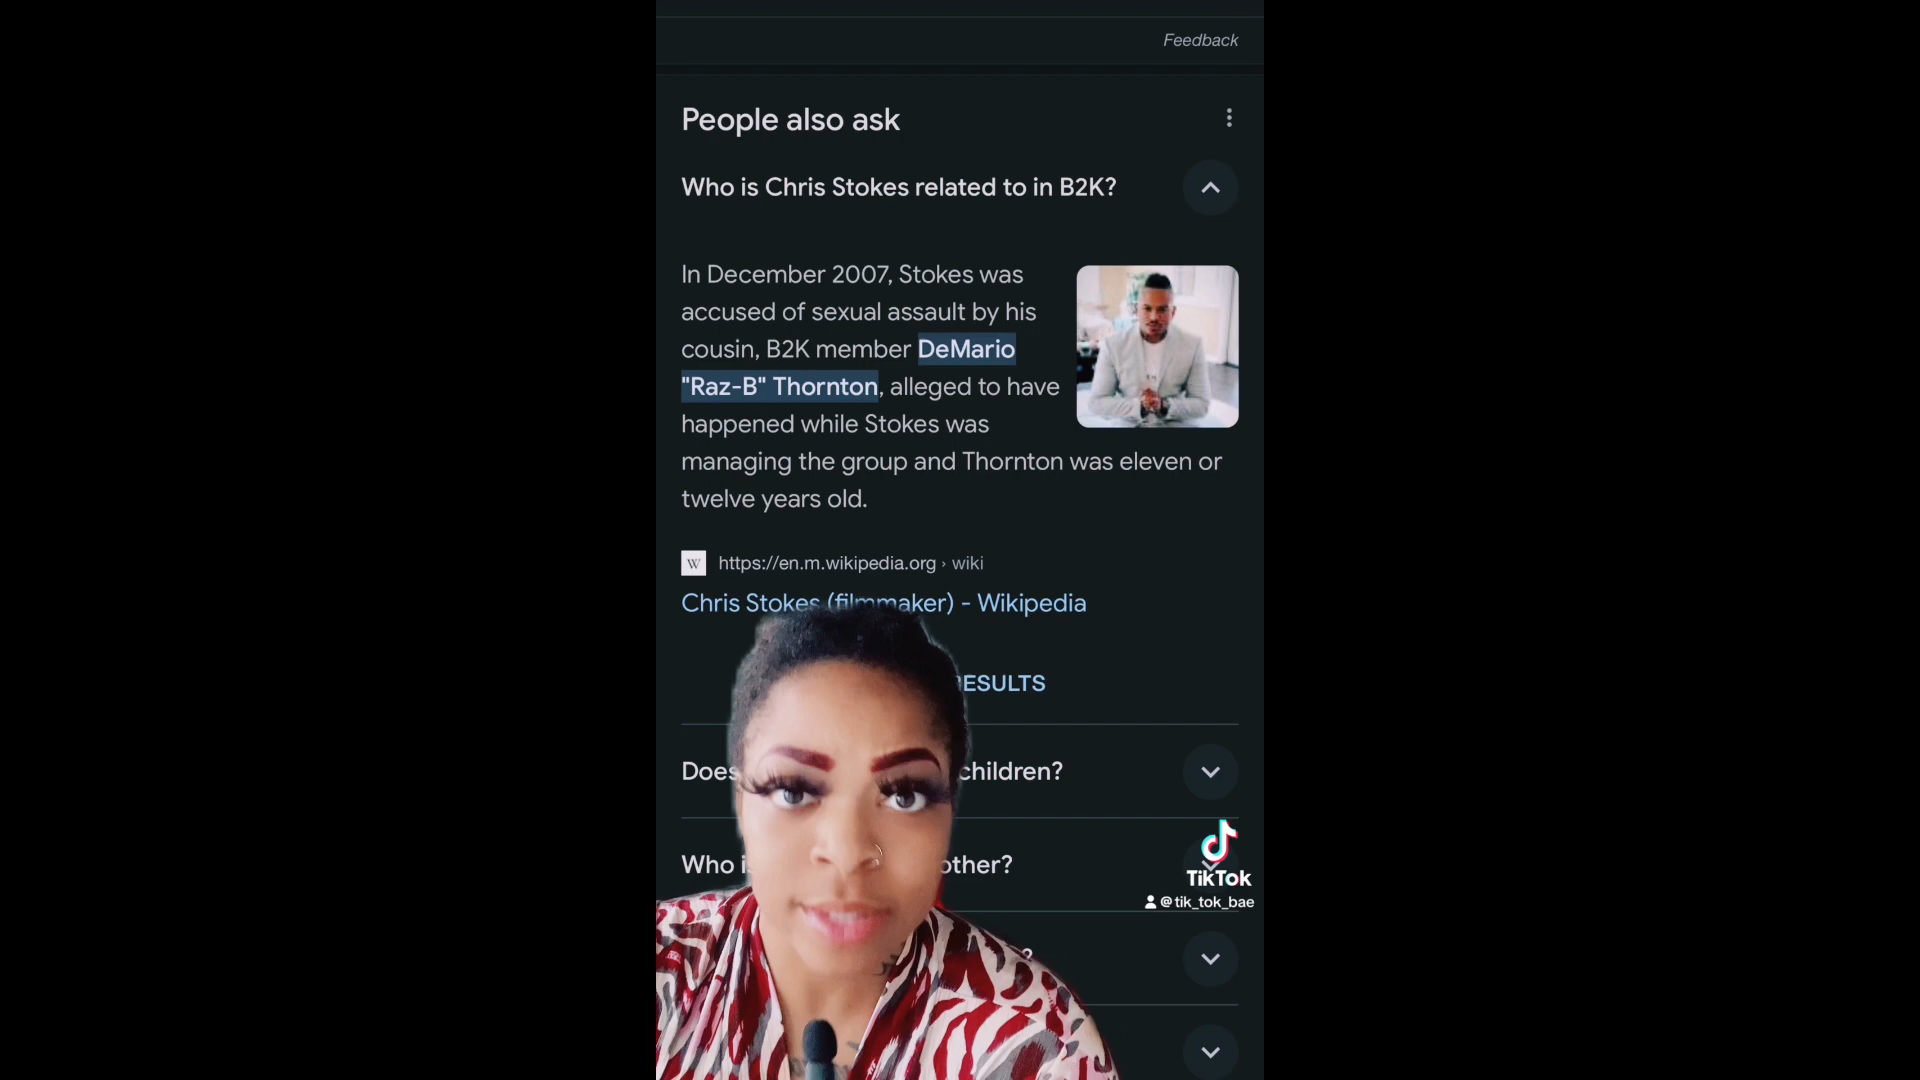 Feedback
People also ask
Who is Chris Stokes related to in B2K?
In December 2007, Stokes was
accused of sexual assault by his
cousin, B2K member DeMario
"Raz-B" Thornton, alleged to have
happened while Stokes was
managing the group and Thornton was eleven or
twelve years old.
W https://en.m.wikipedia.org › wiki
Chris Stokes (filmmaker) - Wikipedia
RESULTS
Does children?
Who is other?
TikTok
@tik_tok_bae
?